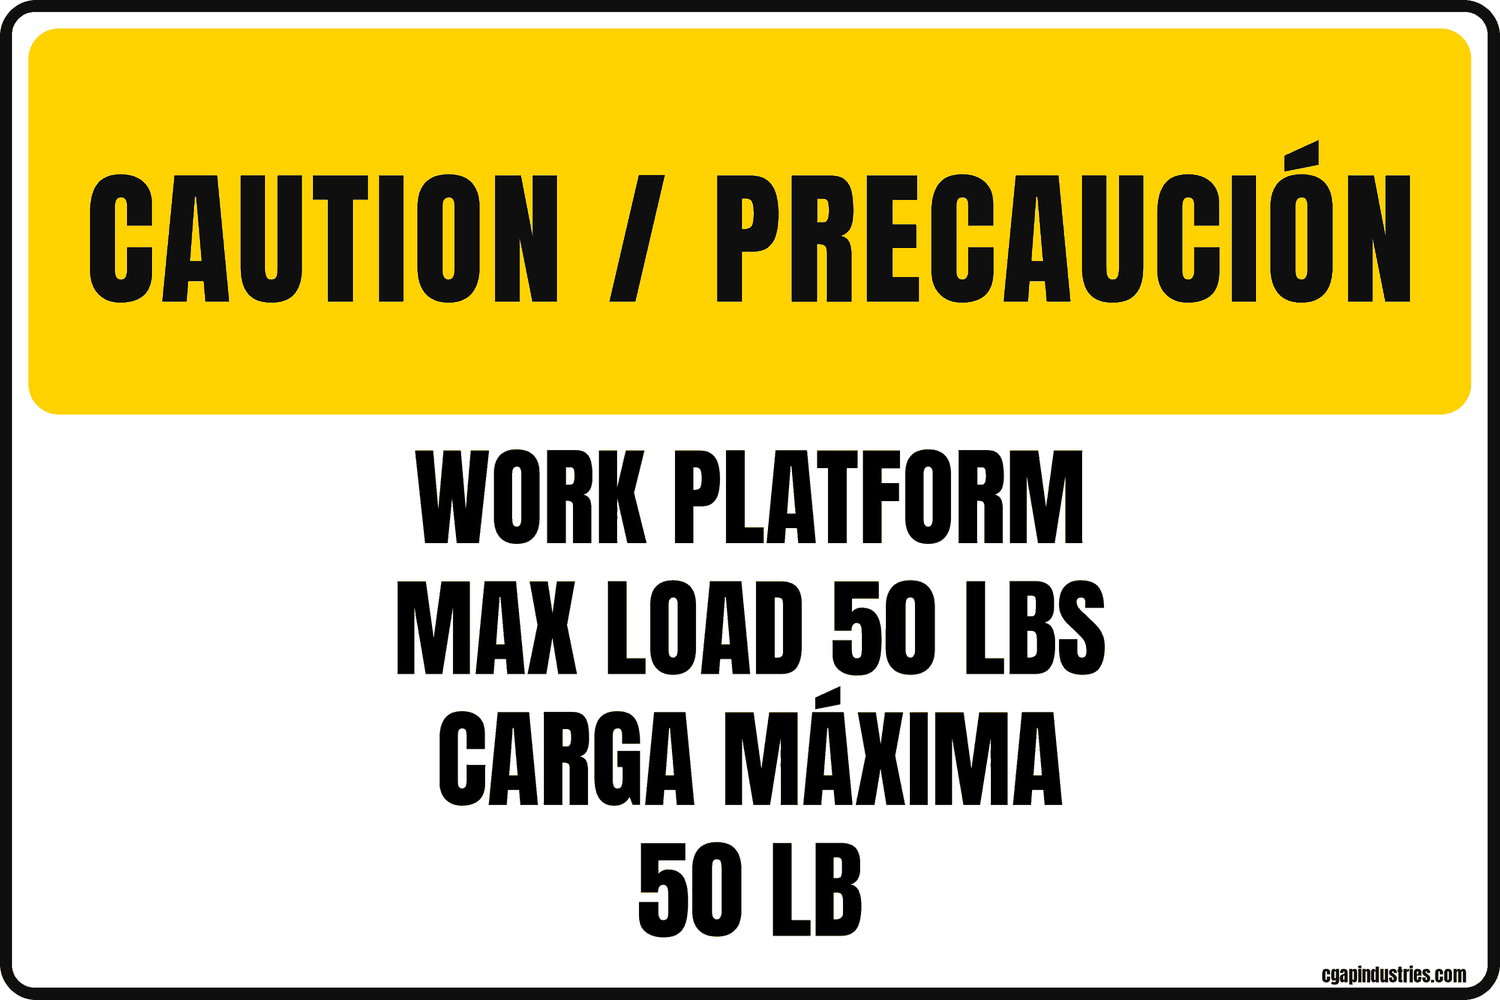 CAUTION / PRECAUCIÓN
WORK PLATFORM
MAX LOAD 50 LBS
CARGA MÁXIMA
50 LB
cgapindustries.com